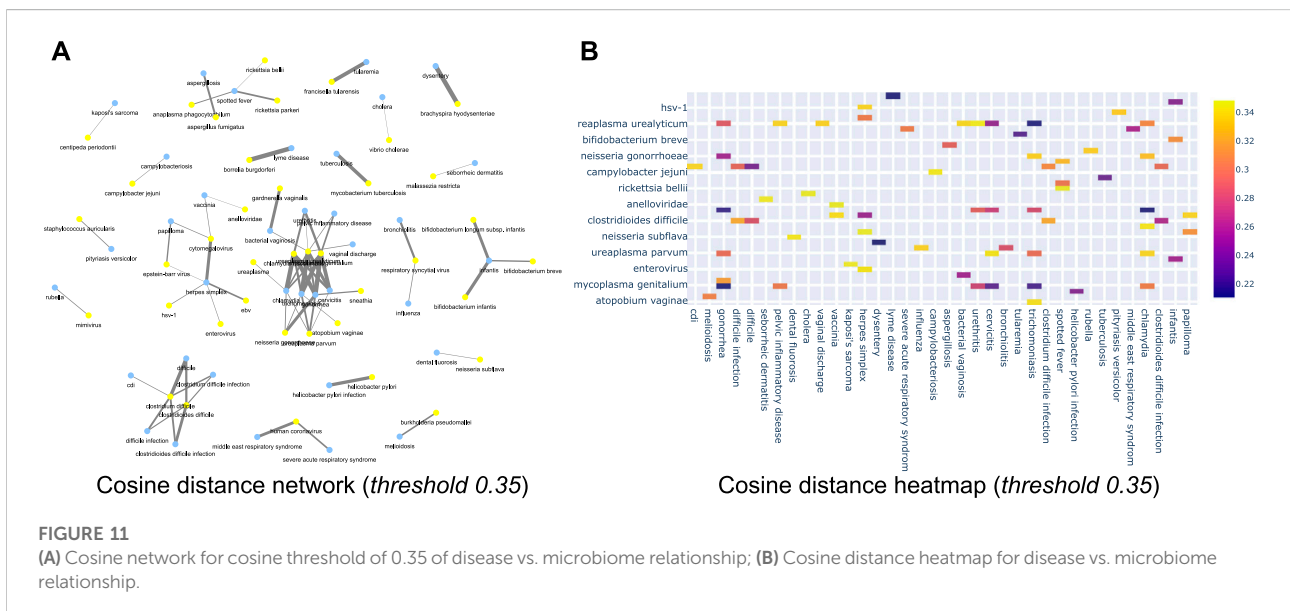 A
B
rickettsia bellii
aspergillosis
tularemia
dysentery
kaposi's sarcoma
spotted fever
francisella tularensis
cholera
anaplasma phagocytophilum
rickettsia parkeri
brachyspira hyodysenteriae
aspergillus fumigatus
centipeda periodontii
vibrio cholerae
lyme disease
tuberculosis
campylobacteriosis
borrelia burgdorferi
seborrheic dermatitis
campylobacter jejuni
mycobacterium tuberculosis
malassezia restricta
gardnerella vaginalis
vaccinia
anelloviridae
pelvic inflammatory disease
staphylococcus auricularis
papilloma
bronchiolitis
bifidobacterium longum subsp. infantis
bacterial vaginosis
cytomegalovirus
vaginal discharge
pityriasis versicolor
epstein-barr virus
ureaplasma
respiratory syncytial virus
infantis
bifidobacterium breve
herpes simplex
chlamydia
cervicitis
sneathia
rubella
hsv-1
ebv
influenza
bifidobacterium infantis
mimivirus
enterovirus
atopobium vaginae
neisseria gonorrhoeae
ureaplasma parvum
dental fluorosis
neisseria subflava
difficile
cdi
clostridium difficile infection
helicobacter pylori
clostridium difficile
helicobacter pylori infection
clostridioides difficile
difficile infection
human coronavirus
burkholderia pseudomallei
clostridioides difficile infection
middle east respiratory syndrome
melioidosis
severe acute respiratory syndrome
Cosine distance network (threshold 0.35)
hsv-1
reaplasma urealyticum
bifidobacterium breve
neisseria gonorrhoeae
campylobacter jejuni
rickettsia bellii
anelloviridae
clostridioides difficile
neisseria subflava
ureaplasma parvum
enterovirus
mycoplasma genitalium
atopobium vaginae
cdi
melioidosis
gonorrhea
difficile infection
difficile
seborrheic dermatitis
pelvic inflammatory disease
dental fluorosis
cholera
vaginal discharge
vaccinia
kaposi's sarcoma
herpes simplex
dysentery
lyme disease
severe acute respiratory syndrom
influenza
campylobacteriosis
aspergillosis
bacterial vaginosis
urethritis
cervicitis
bronchiolitis
tularemia
trichomoniasis
clostridium difficile infection
spotted fever
helicobacter pylori infection
rubella
tuberculosis
pityriasis versicolor
middle east respiratory syndrom
chlamydia
clostridioides difficile infection
infantis
papilloma
0.34
0.32
0.3
0.28
0.26
0.24
0.22
Cosine distance heatmap (threshold 0.35)
FIGURE 11
(A) Cosine network for cosine threshold of 0.35 of disease vs. microbiome relationship; (B) Cosine distance heatmap for disease vs. microbiome
relationship.